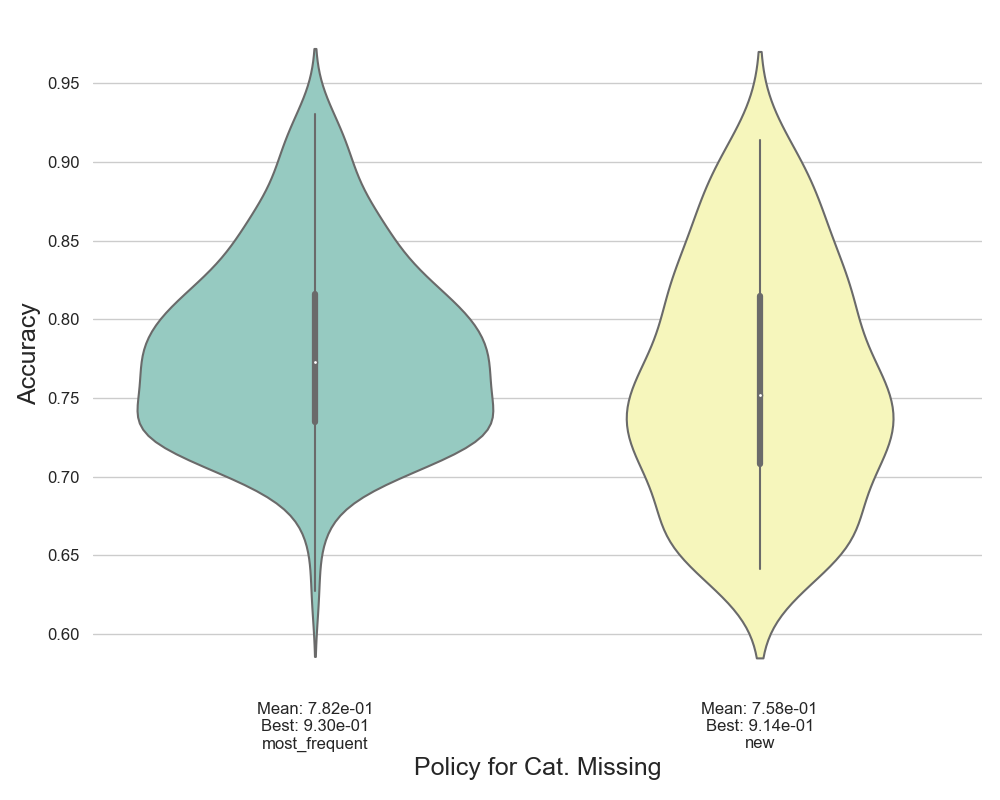 0.95
0.90
0.85
0.80
0.75
0.70
0.65
0.60
Accuracy
Mean: 7.82e-01
Best: 9.30e-01
most_frequent
Mean: 7.58e-01
Best: 9.14e-01
new
Policy for Cat. Missing